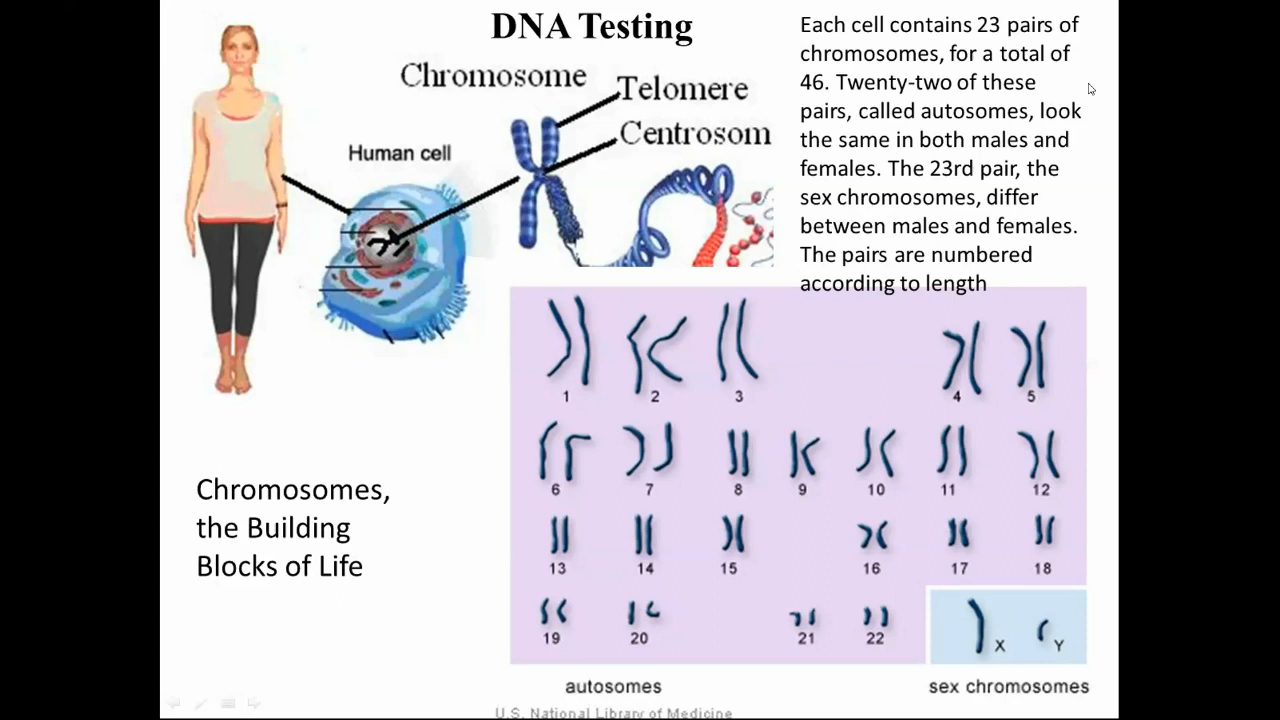 DNA Testing
Chromosome
Telomere
Centrosom
Human cell
Each cell contains 23 pairs of
chromosomes, for a total of
46. Twenty-two of these
pairs, called autosomes, look
the same in both males and
females. The 23rd pair, the
sex chromosomes, differ
between males and females.
The pairs are numbered
according to length
1 2 3 4 5
6 7 8 9 10 11 12
Chromosomes,
the Building
Blocks of Life
13 14 15 16 17 18
19 20 21 22 X Y
autosomes
sex chromosomes
U.S. National Library of Medicine